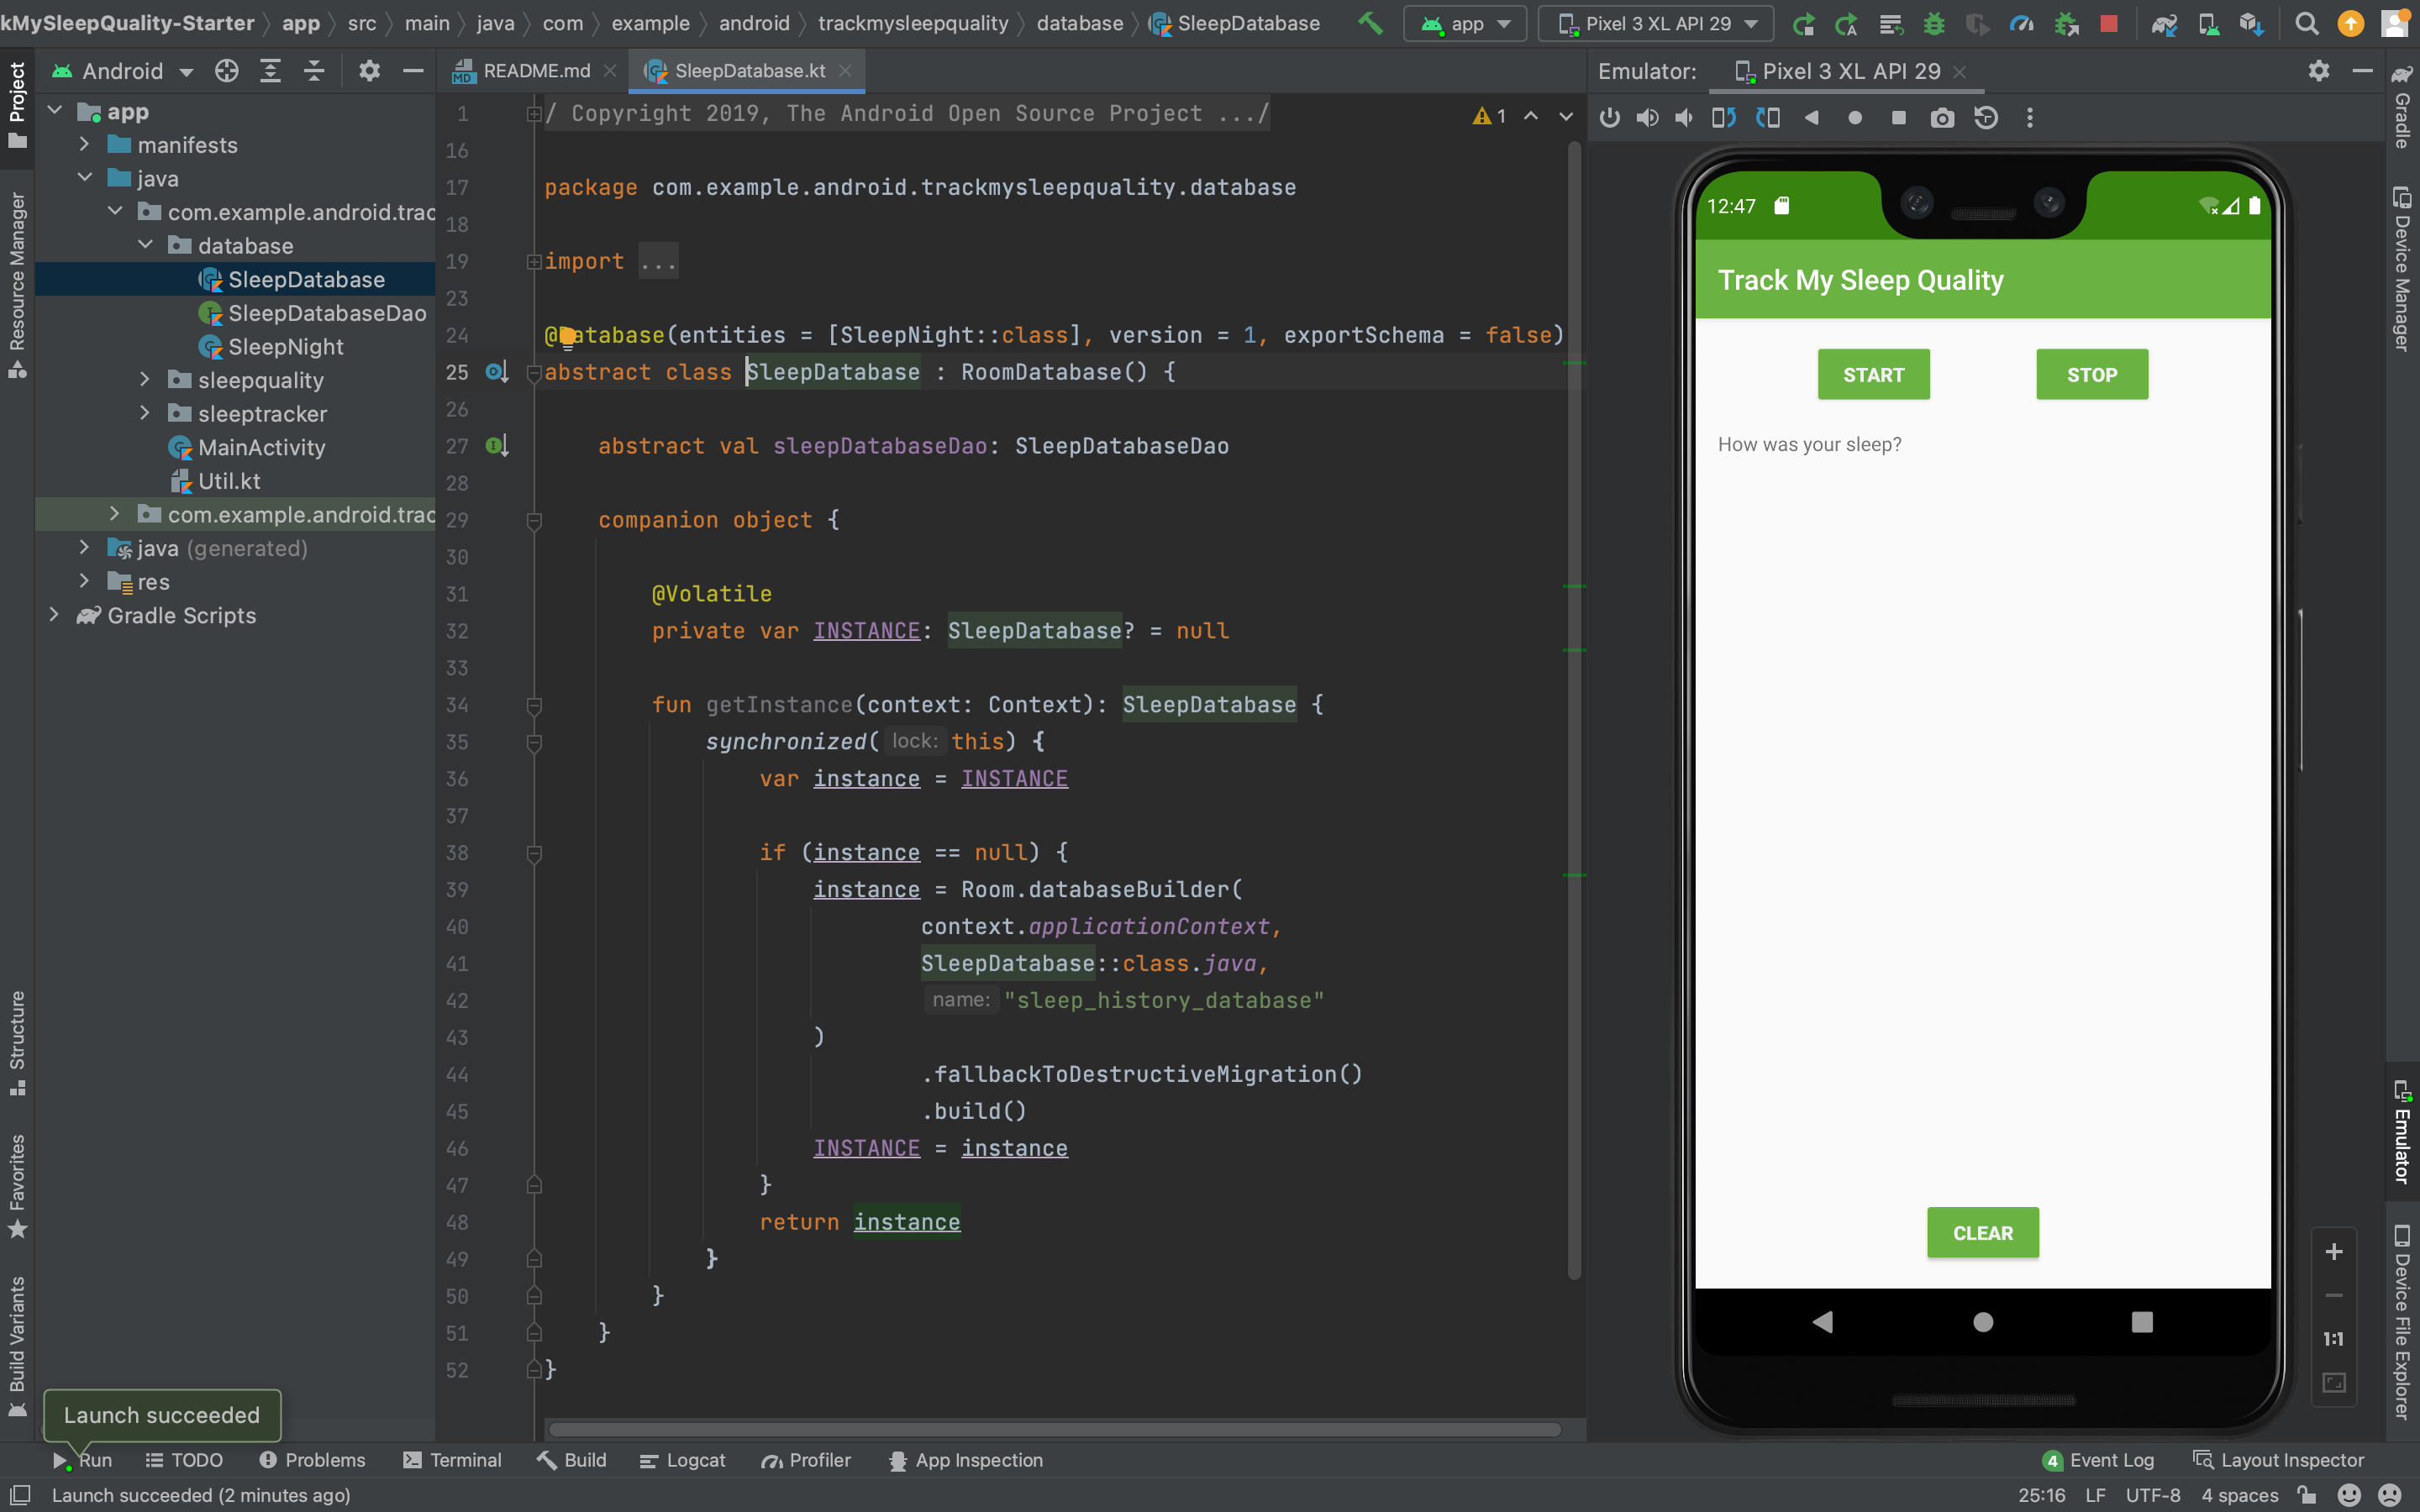 kMySleepQuality-Starter app src main java com example android trackmysleepquality database SleepDatabase app Pixel 3 XL API 29
Project
Resource Manager
Structure
Favorites
Build Variants
Android
app
manifests
java
com.example.android.trac
database
SleepDatabase
SleepDatabaseDao
SleepNight
sleepquality
sleeptracker
MainActivity
Util.kt
com.example.android.trac
java (generated)
res
Gradle Scripts
MD README.md SleepDatabase.kt
1 / Copyright 2019, The Android Open Source Project .../ 1
16
17 package com.example.android.trackmysleepquality.database
18
19 import ...
23
24 @Database(entities = [SleepNight::class], version = 1, exportSchema = false)
25 abstract class SleepDatabase : RoomDatabase() {
26
27 abstract val sleepDatabaseDao: SleepDatabaseDao
28
29 companion object {
30
31 @Volatile
32 private var INSTANCE: SleepDatabase? = null
33
34 fun getInstance(context: Context): SleepDatabase {
35 synchronized( lock: this) {
36 var instance = INSTANCE
37
38 if (instance == null) {
39 instance = Room.databaseBuilder(
40 context.applicationContext,
41 SleepDatabase::class.java,
42 name: "sleep_history_database"
43 )
44 .fallbackToDestructiveMigration()
45 .build()
46 INSTANCE = instance
47 }
48 return instance
49 }
50 }
51 }
52 }
Emulator: Pixel 3 XL API 29
12:47
Track My Sleep Quality
START STOP
How was your sleep?
CLEAR
1:1
Gradle
Device Manager
Emulator
Device File Explorer
Launch succeeded
Run TODO Problems Terminal Build Logcat Profiler App Inspection 4 Event Log Layout Inspector
Launch succeeded (2 minutes ago) 25:16 LF UTF-8 4 spaces